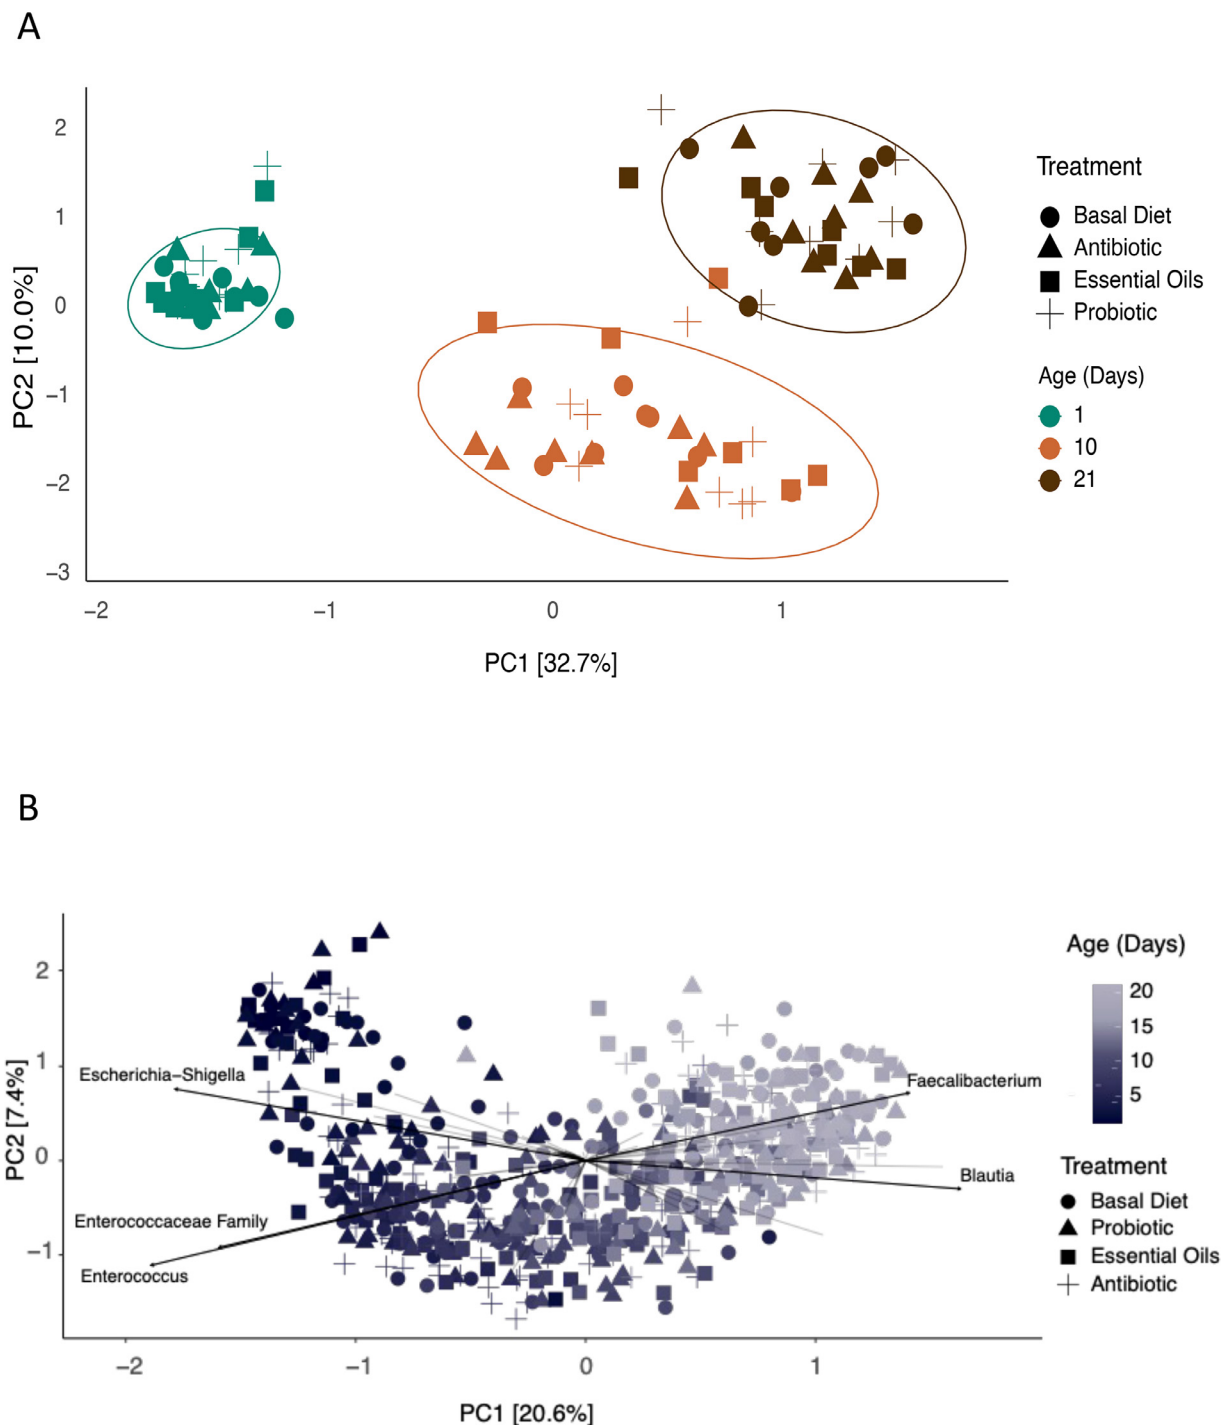 A
2
1
0
−1
−2
−3
PC2 [10.0%]
−2
−1
0
1
PC1 [32.7%]
Treatment
Basal Diet
Antibiotic
Essential Oils
Probiotic
Age (Days)
1
10
21
B
2
1
0
−1
PC2 [7.4%]
Escherichia−Shigella
Faecalibacterium
Blautia
Enterococcaceae Family
Enterococcus
−2
−1
0
1
PC1 [20.6%]
Age (Days)
20
15
10
5
Treatment
Basal Diet
Probiotic
Essential Oils
Antibiotic